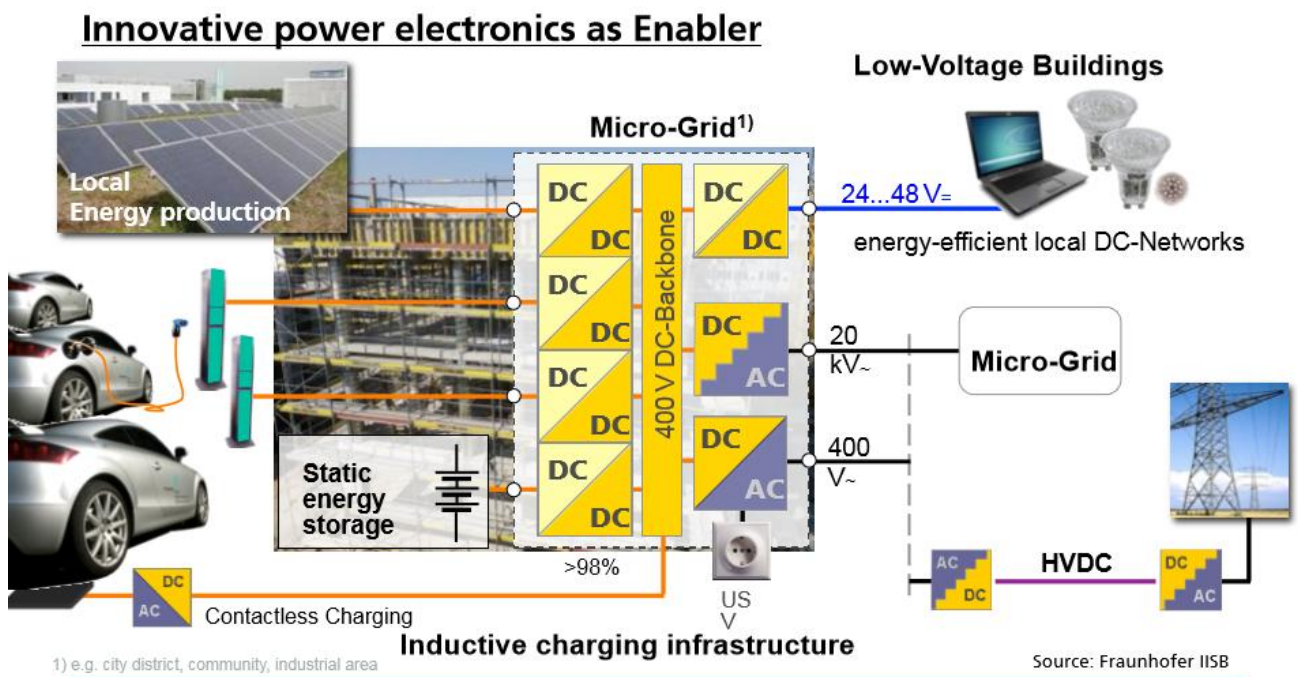 Innovative power electronics as Enabler
Low-Voltage Buildings
Micro-Grid1)
Local
Energy production
DC
DC
DC
DC
24...48 V=
energy-efficient local DC-Networks
DC
DC
400 V DC-Backbone
DC
AC
20
kV~
Micro-Grid
DC
DC
DC
AC
400
V~
Static
energy
storage
DC
DC
>98%
US
V
AC
DC
HVDC
DC
AC
DC
AC
Contactless Charging
Inductive charging infrastructure
1) e.g. city district, community, industrial area
Source: Fraunhofer IISB